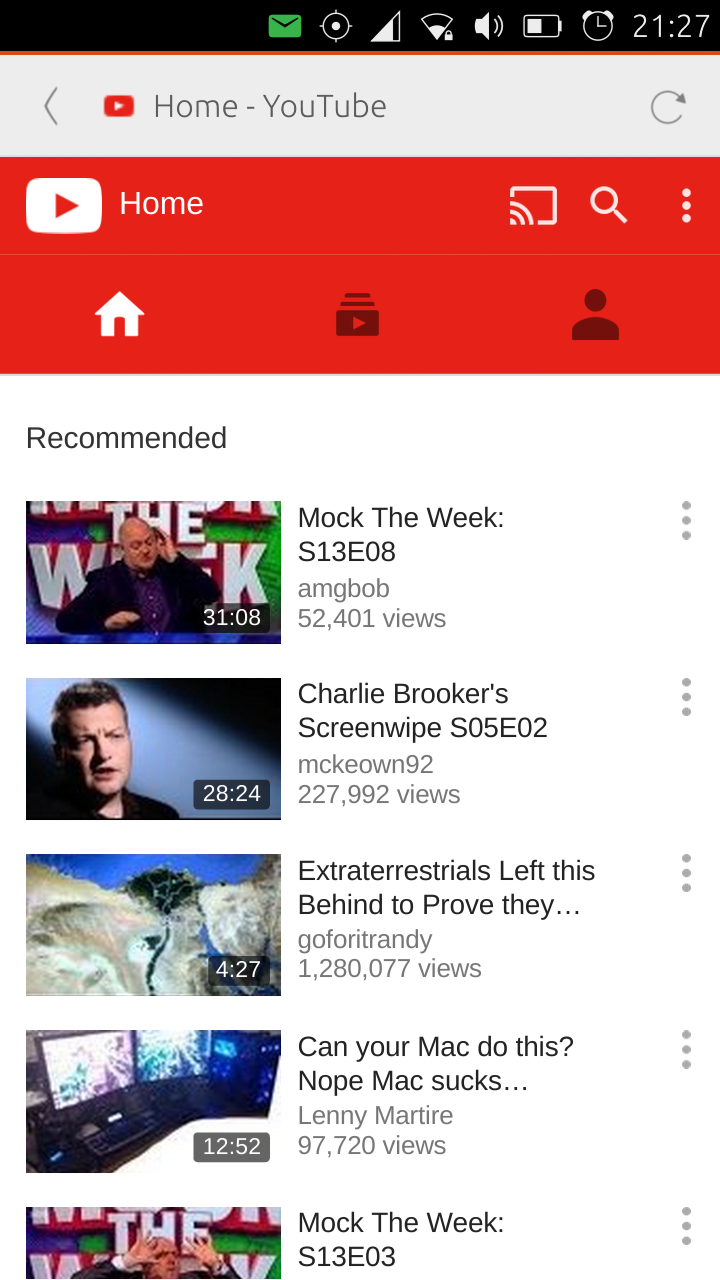 21:27
Home - YouTube
Home
Recommended
THE
WEEK
31:08
Mock The Week:
S13E08
amgbob
52,401 views
28:24
Charlie Brooker's
Screenwipe S05E02
mckeown92
227,992 views
4:27
Extraterrestrials Left this
Behind to Prove they…
goforitrandy
1,280,077 views
12:52
Can your Mac do this?
Nope Mac sucks…
Lenny Martire
97,720 views
THE
Mock The Week:
S13E03